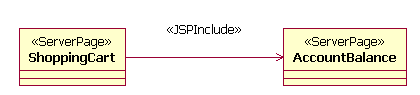 «JSPInclude»
«ServerPage»
ShoppingCart
«ServerPage»
AccountBalance